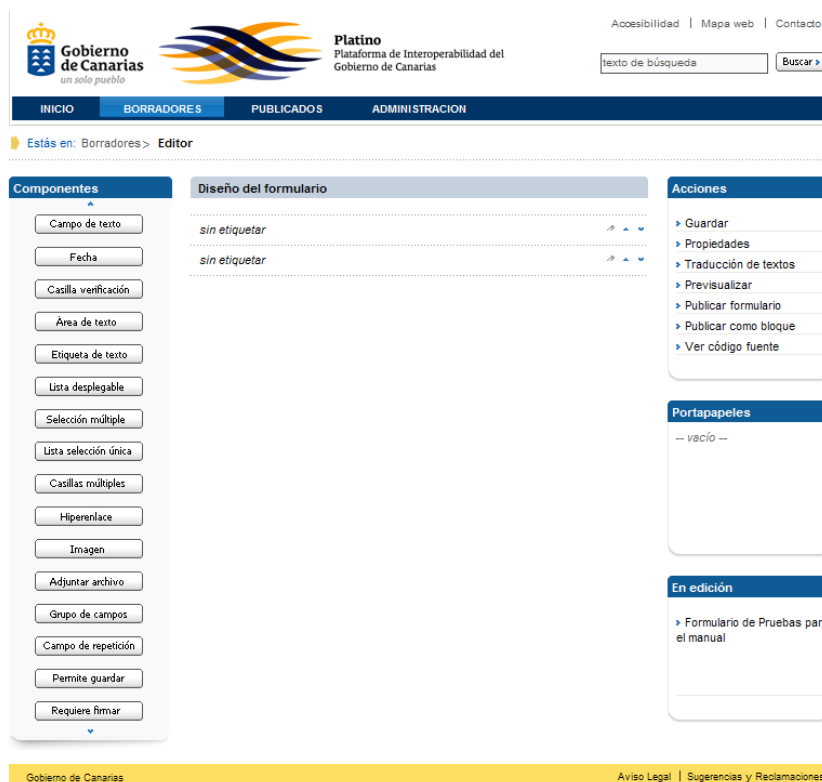 Accesibilidad | Mapa web | Contacto
Gobierno
de Canarias
un solo pueblo
Platino
Plataforma de Interoperabilidad del
Gobierno de Canarias
texto de búsqueda
Buscar
INICIO BORRADORES PUBLICADOS ADMINISTRACION
Estás en: Borradores> Editor
Componentes
Campo de texto
Fecha
Casilla verificación
Área de texto
Etiqueta de texto
Lista desplegable
Selección múltiple
Lista selección única
Casillas múltiples
Hiperenlace
Imagen
Adjuntar archivo
Grupo de campos
Campo de repetición
Permite guardar
Requiere firmar
Diseño del formulario
sin etiquetar
sin etiquetar
Acciones
Guardar
Propiedades
Traducción de textos
Previsualizar
Publicar formulario
Publicar como bloque
Ver código fuente
Portapapeles
-- vacío --
En edición
Formulario de Pruebas par
el manual
Gobierno de Canarias
Aviso Legal | Sugerencias y Reclamaciones